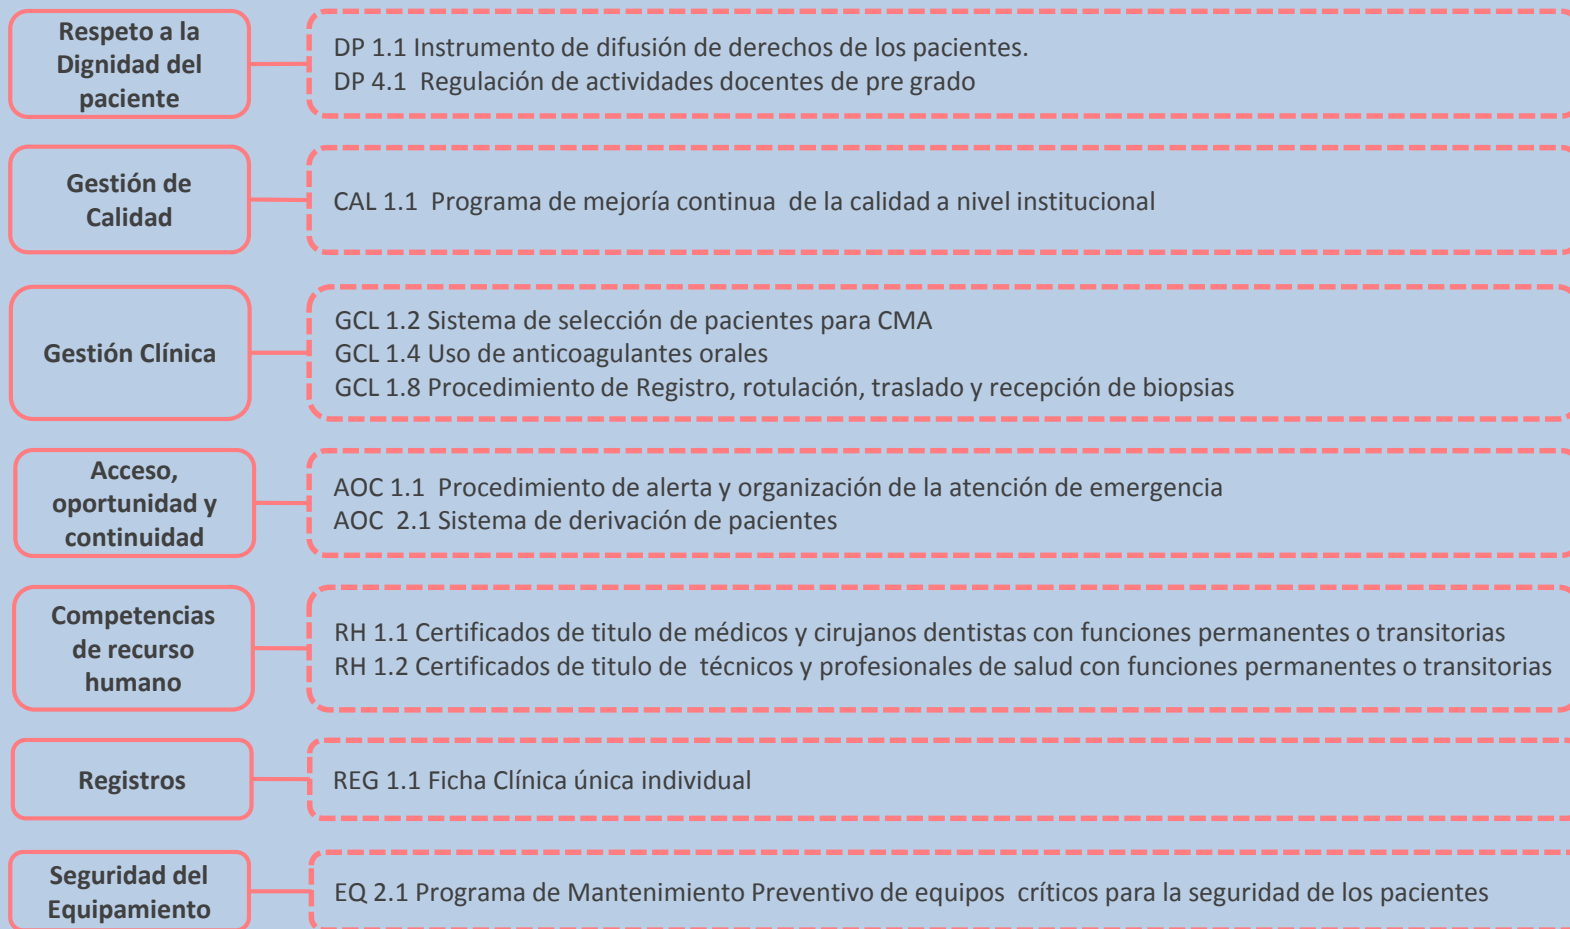 Respeto a la
Dignidad del
paciente
DP 1.1 Instrumento de difusión de derechos de los pacientes.
DP 4.1 Regulación de actividades docentes de pre grado
Gestión de
Calidad
CAL 1.1 Programa de mejoría continua de la calidad a nivel institucional
Gestión Clínica
GCL 1.2 Sistema de selección de pacientes para CMA
GCL 1.4 Uso de anticoagulantes orales
GCL 1.8 Procedimiento de Registro, rotulación, traslado y recepción de biopsias
Acceso,
oportunidad y
continuidad
AOC 1.1 Procedimiento de alerta y organización de la atención de emergencia
AOC 2.1 Sistema de derivación de pacientes
Competencias
de recurso
humano
RH 1.1 Certificados de titulo de médicos y cirujanos dentistas con funciones permanentes o transitorias
RH 1.2 Certificados de titulo de técnicos y profesionales de salud con funciones permanentes o transitorias
Registros
REG 1.1 Ficha Clínica única individual
Seguridad del
Equipamiento
EQ 2.1 Programa de Mantenimiento Preventivo de equipos críticos para la seguridad de los pacientes